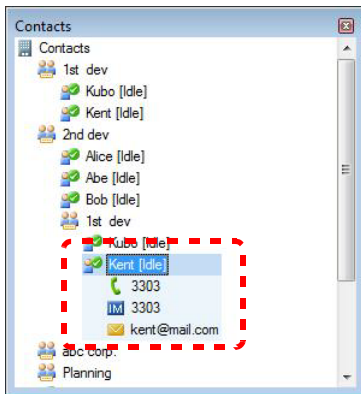 Contacts
Contacts
1st dev
Kubo [Idle]
Kent [Idle]
2nd dev
Alice [Idle]
Abe [Idle]
Bob [Idle]
1st dev
Kubo [Idle]
Kent [Idle]
3303
IM 3303
kent@mail.com
abc corp.
Planning